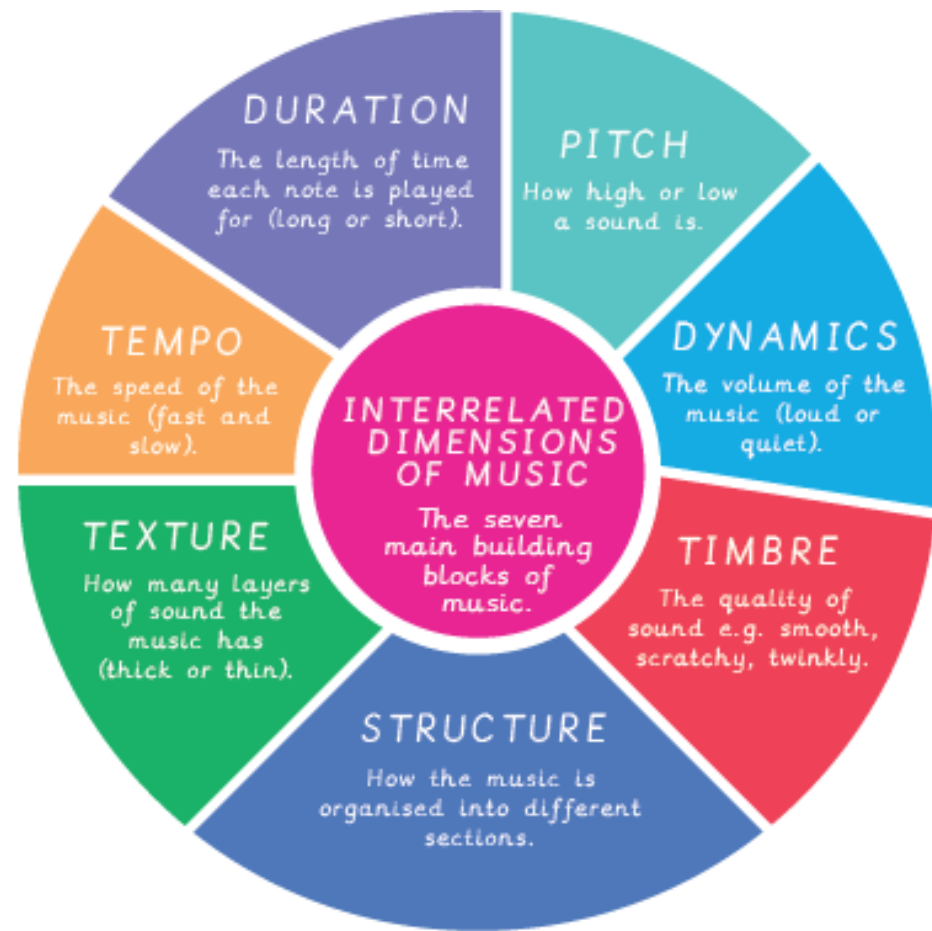 DURATION
The length of time
each note is played
for (long or short).
PITCH
How high or low
a sound is.
DYNAMICS
The volume of the
music (loud or
quiet).
TIMBRE
The quality of
sound e.g. smooth,
scratchy, twinkly.
STRUCTURE
How the music is
organised into different
sections.
TEXTURE
How many layers
of sound the
music has
(thick or thin).
TEMPO
The speed of the
music (fast and
slow).
INTERRELATED
DIMENSIONS
OF MUSIC
The seven
main building
blocks of
music.